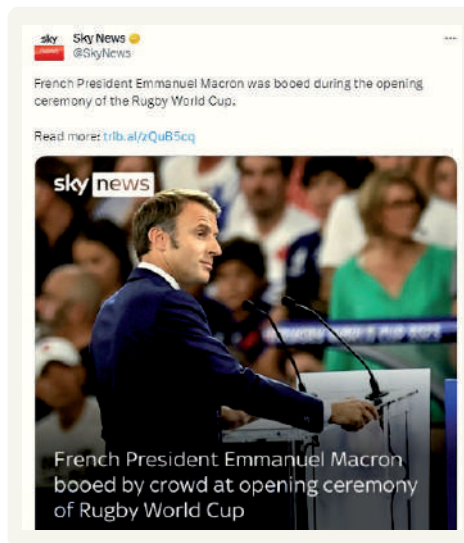 sky Sky News
news @SkyNews
French President Emmanuel Macron was booed during the opening
ceremony of the Rugby World Cup.
Read more: trib.al/zQuB5cq
sky news
French President Emmanuel Macron
booed by crowd at opening ceremony
of Rugby World Cup